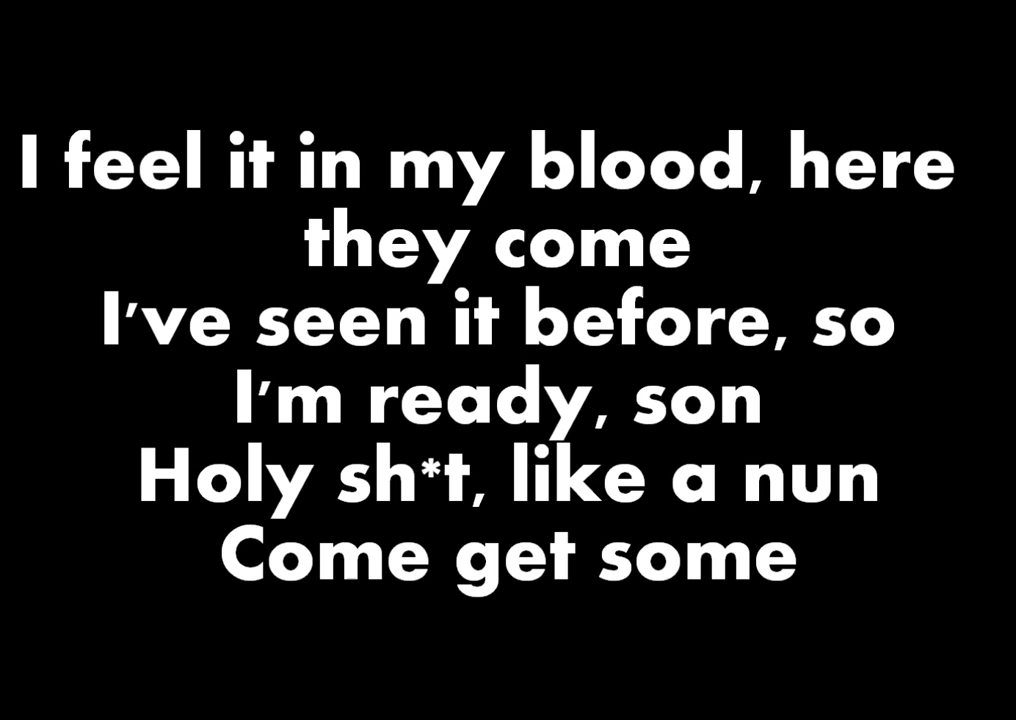 I feel it in my blood, here
they come
I've seen it before, so
I'm ready, son
Holy sh*t, like a nun
Come get some